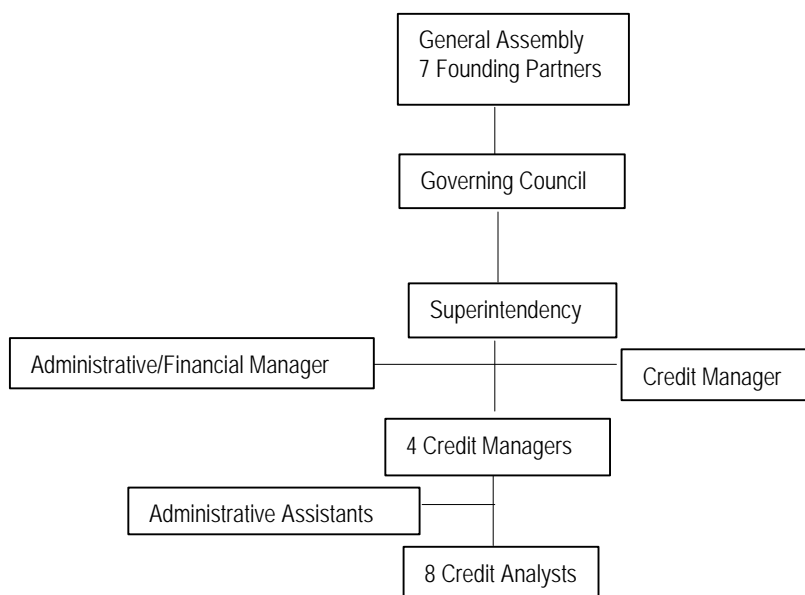 General Assembly
7 Founding Partners
Governing Council
Superintendency
Administrative/Financial Manager
Credit Manager
4 Credit Managers
Administrative Assistants
8 Credit Analysts